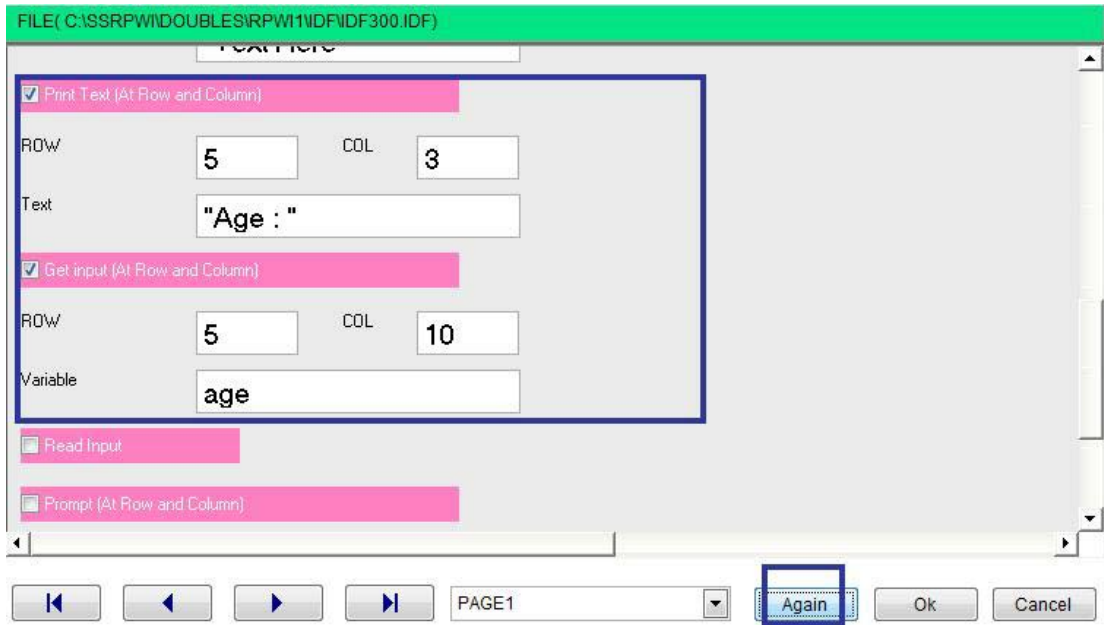 FILE( C:\SSRPWI\DOUBLES\RPWI1\IDF\IDF300.IDF)
Text Here
Print Text (At Row and Column)
ROW 5 COL 3
Text "Age : "
Get input (At Row and Column)
ROW 5 COL 10
Variable age
Read Input
Prompt (At Row and Column)
PAGE1 Again Ok Cancel